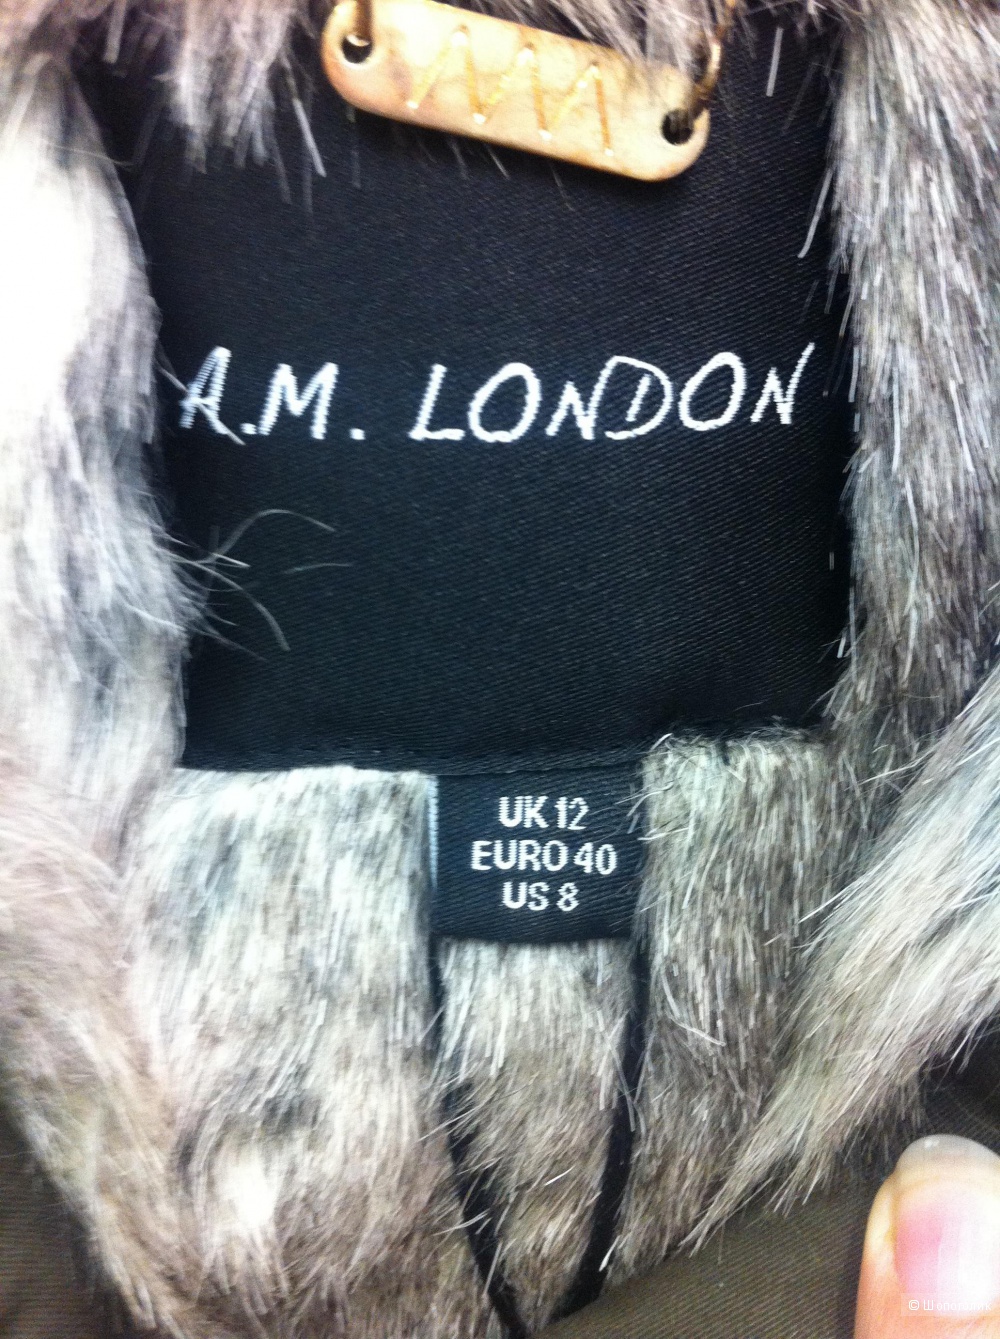 A.M. LONDON
UK 12
EURO 40
US 8